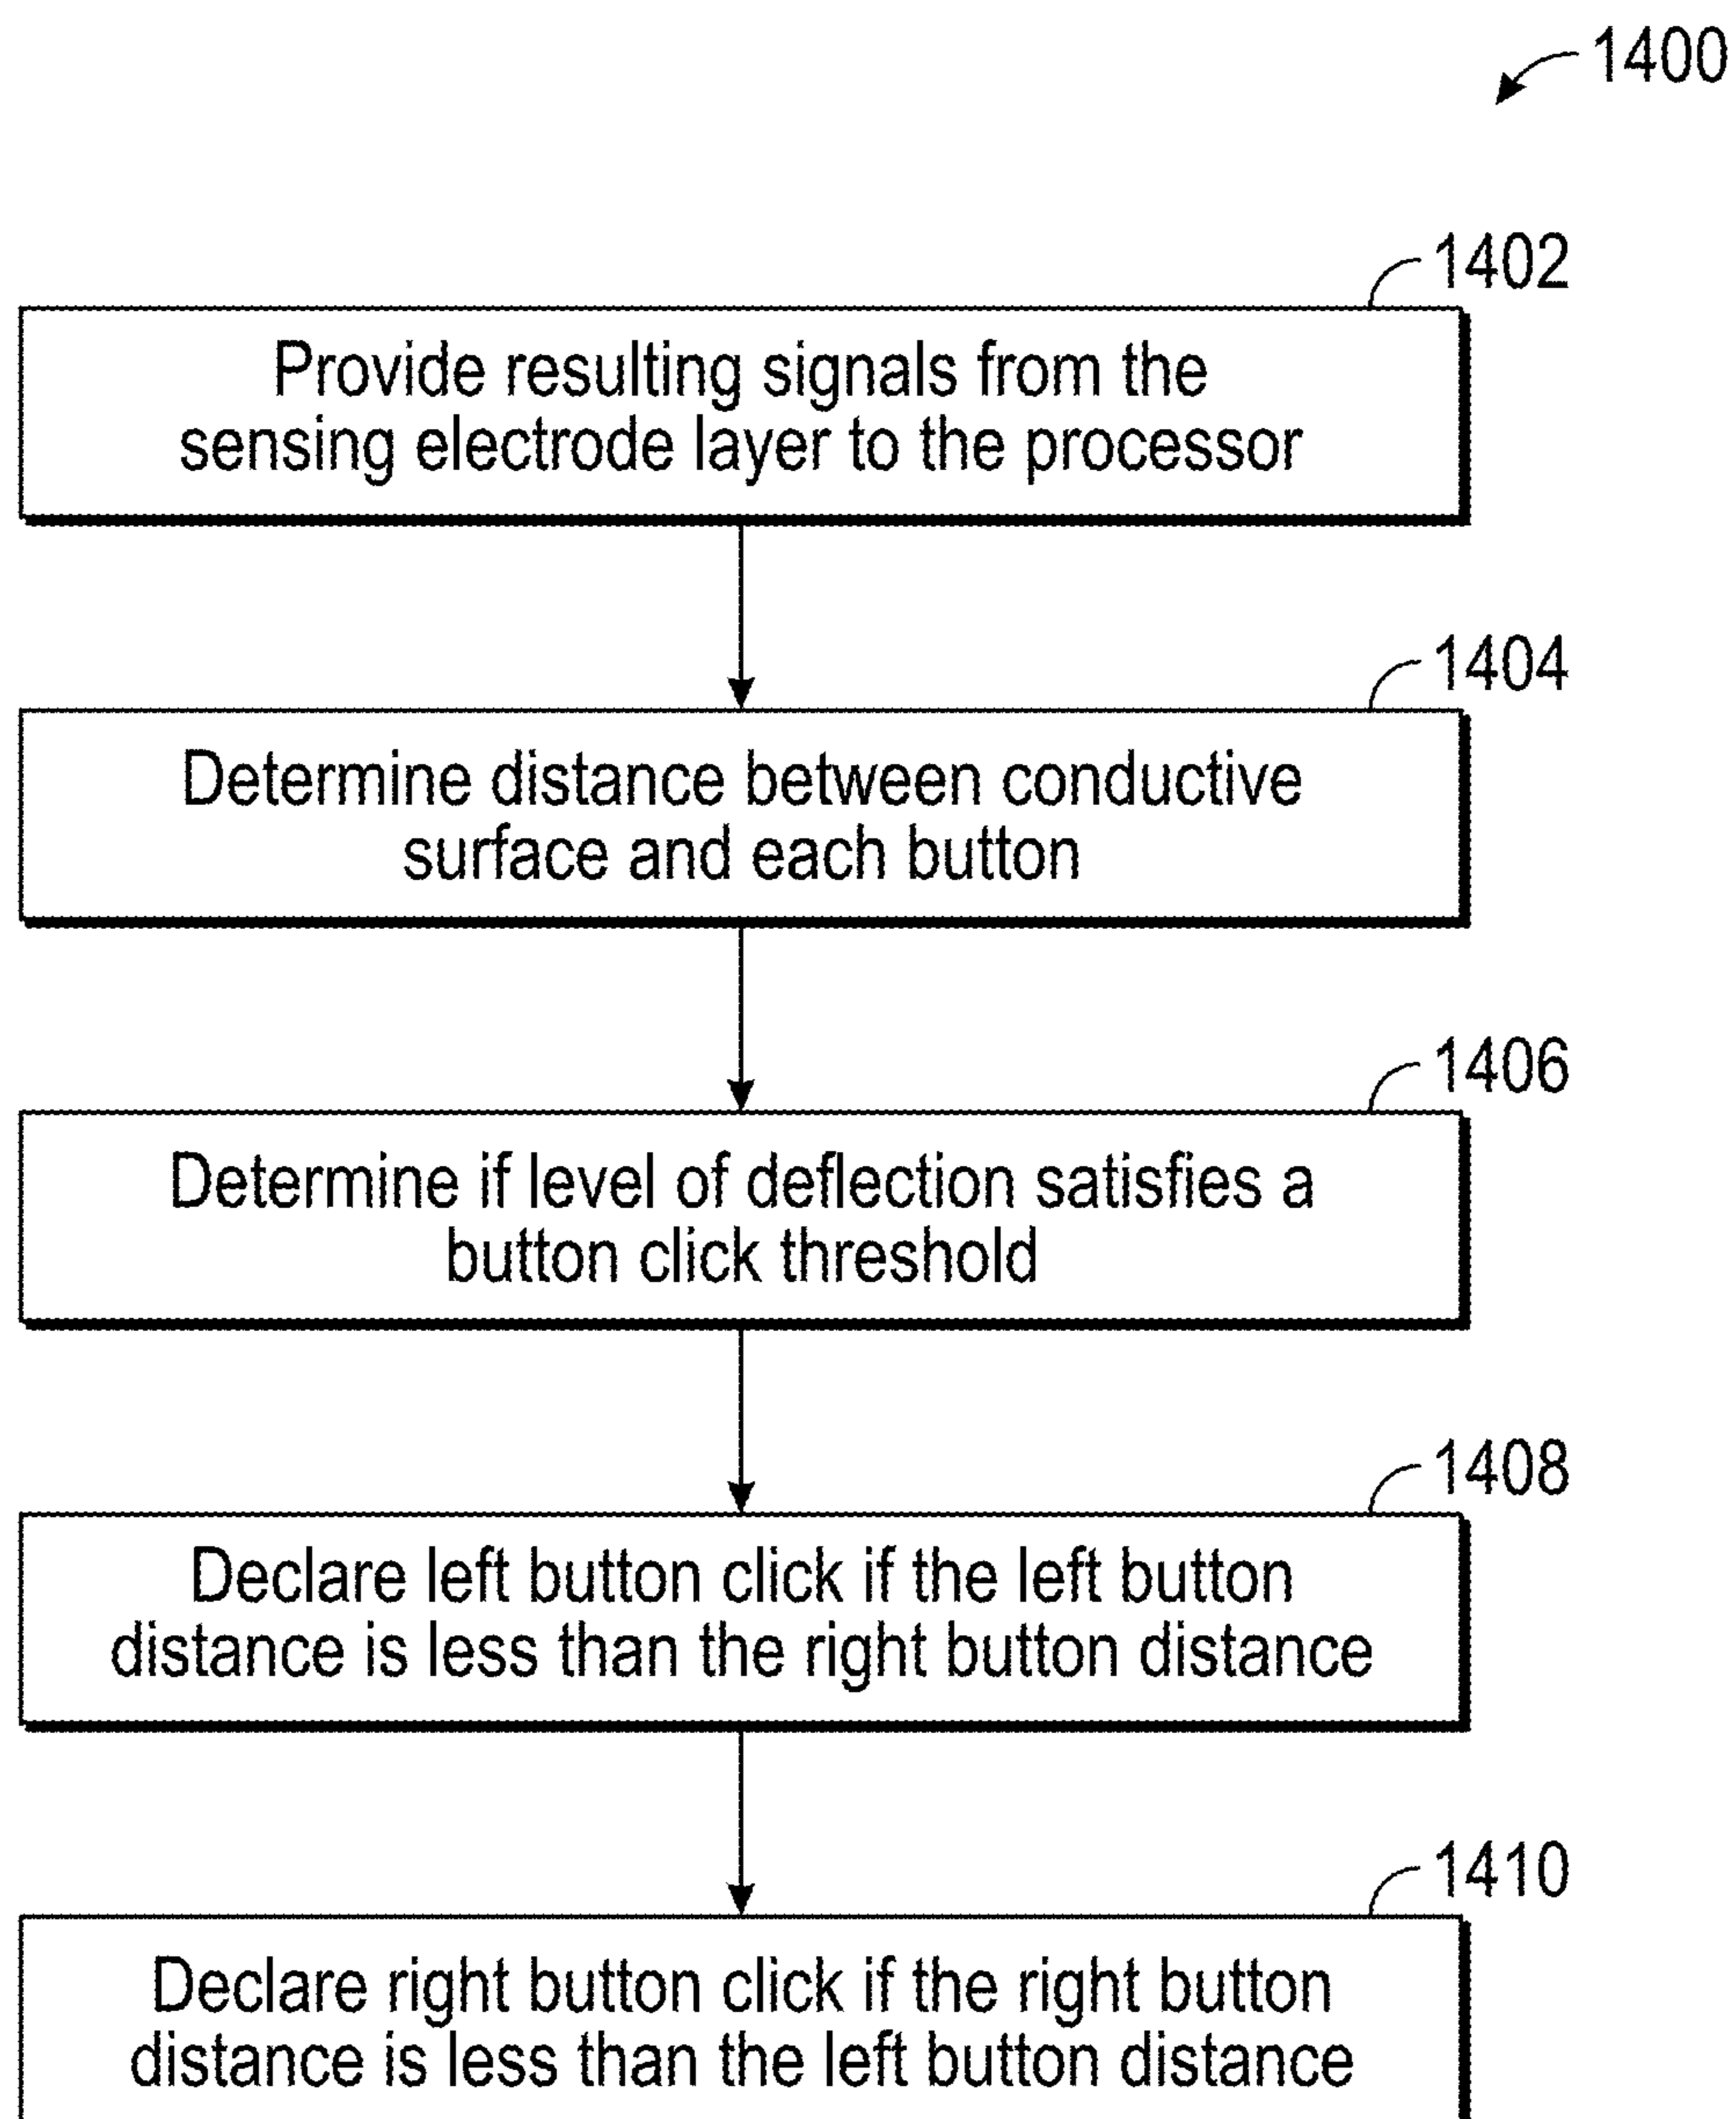 1400
1402
Provide resulting signals from the
sensing electrode layer to the processor
1404
Determine distance between conductive
surface and each button
1406
Determine if level of deflection satisfies a
button click threshold
1408
Declare left button click if the left button
distance is less than the right button distance
1410
Declare right button click if the right button
distance is less than the left button distance